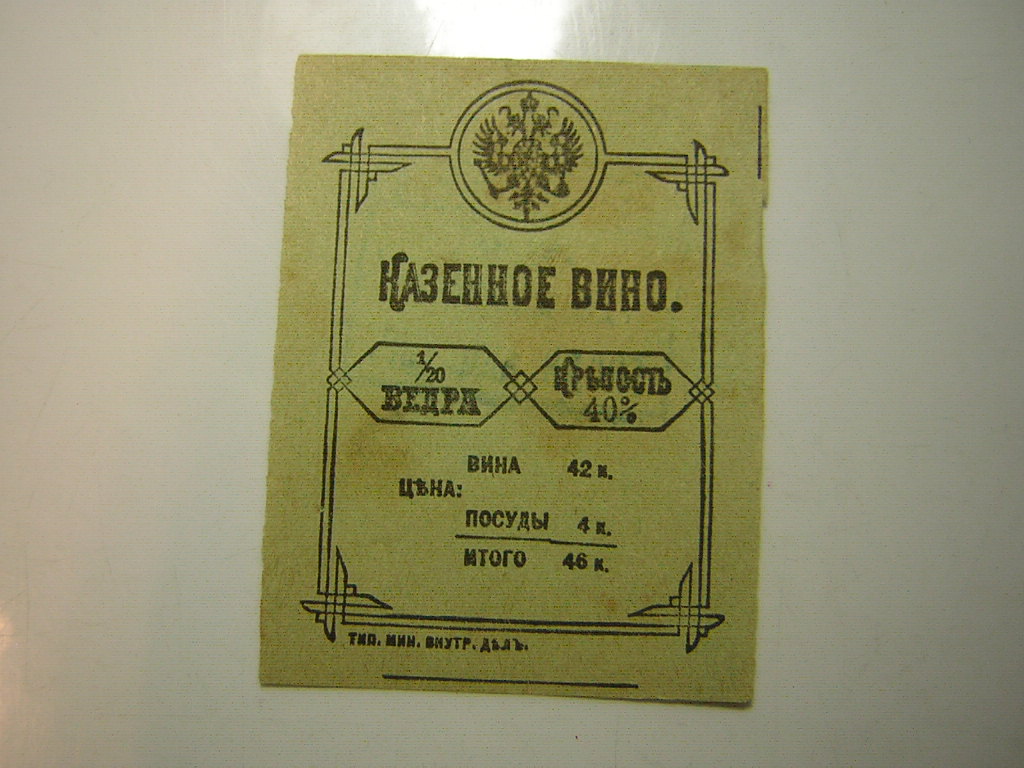 КАЗЕННОЕ ВИНО.
1/20 ВЕДРА
КРѢПОСТЬ 40%
ЦѢНА:
ВИНА 42 к.
ПОСУДЫ 4 к.
ИТОГО 46 к.
ТИП. МИН. ВНУТР. ДѢЛЪ.